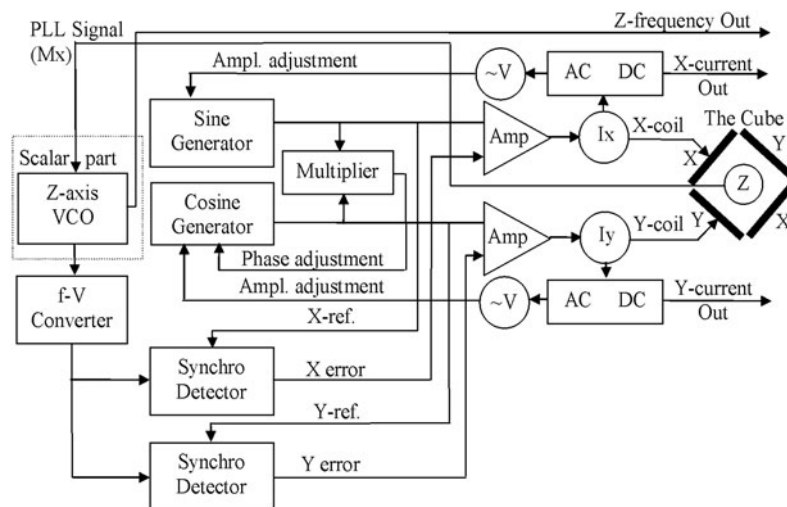 PLL Signal
(Mx)
Z-frequency Out
Ampl. adjustment
~V
AC DC
X-current
Out
Sine
Generator
Amp
Ix
X-coil
The Cube
X
Y
Scalar part
Z-axis
VCO
Multiplier
Z
Cosine
Generator
Amp
Iy
Y-coil
Y
X
Phase adjustment
Ampl. adjustment
~V
AC DC
Y-current
Out
f-V
Converter
X-ref.
Synchro
Detector
X error
Y-ref.
Synchro
Detector
Y error